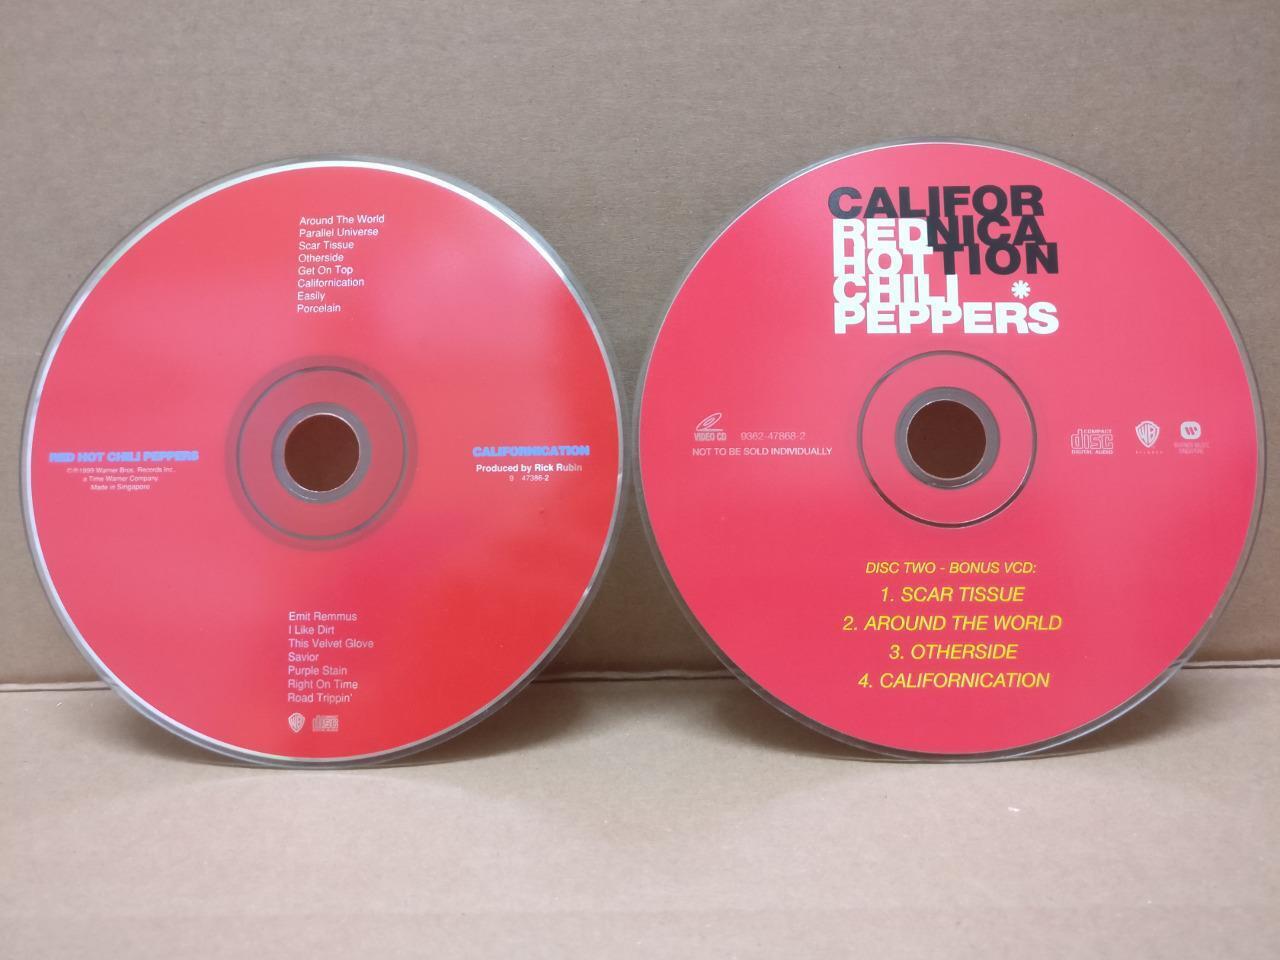 Around The World
Parallel Universe
Scar Tissue
Otherside
Get On Top
Californication
Easily
Porcelain
RED HOT CHILI PEPPERS
©℗1999 Warner Bros. Records Inc.,
a Time Warner Company.
Made in Singapore
CALIFORNICATION
Produced by Rick Rubin
9 47386-2
Emit Remmus
I Like Dirt
This Velvet Glove
Savior
Purple Stain
Right On Time
Road Trippin'
disc
CALIFOR
REDNICA
HOTTION
CHILI *
PEPPERS
VIDEO CD 9362-47868-2
NOT TO BE SOLD INDIVIDUALLY
COMPACT
disc
DIGITAL AUDIO
WARNER MUSIC
SINGAPORE
DISC TWO - BONUS VCD:
1. SCAR TISSUE
2. AROUND THE WORLD
3. OTHERSIDE
4. CALIFORNICATION